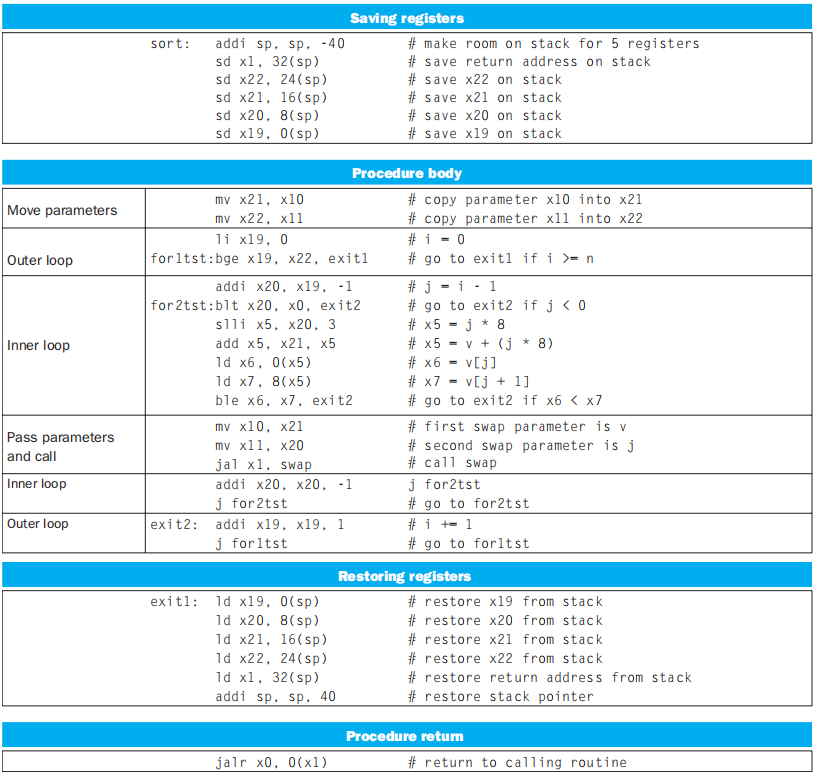 Saving registers
sort: addi sp, sp, -40 # make room on stack for 5 registers
sd x1, 32(sp) # save return address on stack
sd x22, 24(sp) # save x22 on stack
sd x21, 16(sp) # save x21 on stack
sd x20, 8(sp) # save x20 on stack
sd x19, 0(sp) # save x19 on stack
Procedure body
Move parameters
mv x21, x10 # copy parameter x10 into x21
mv x22, x11 # copy parameter x11 into x22
Outer loop
li x19, 0 # i = 0
for1tst:bge x19, x22, exit1 # go to exit1 if i >= n
Inner loop
addi x20, x19, -1 # j = i - 1
for2tst:blt x20, x0, exit2 # go to exit2 if j < 0
slli x5, x20, 3 # x5 = j * 8
add x5, x21, x5 # x5 = v + (j * 8)
ld x6, 0(x5) # x6 = v[j]
ld x7, 8(x5) # x7 = v[j + 1]
ble x6, x7, exit2 # go to exit2 if x6 < x7
Pass parameters
and call
mv x10, x21 # first swap parameter is v
mv x11, x20 # second swap parameter is j
jal x1, swap # call swap
Inner loop
addi x20, x20, -1 j for2tst
j for2tst # go to for2tst
Outer loop
exit2: addi x19, x19, 1 # i += 1
j for1tst # go to for1tst
Restoring registers
exit1: ld x19, 0(sp) # restore x19 from stack
ld x20, 8(sp) # restore x20 from stack
ld x21, 16(sp) # restore x21 from stack
ld x22, 24(sp) # restore x22 from stack
ld x1, 32(sp) # restore return address from stack
addi sp, sp, 40 # restore stack pointer
Procedure return
jalr x0, 0(x1) # return to calling routine